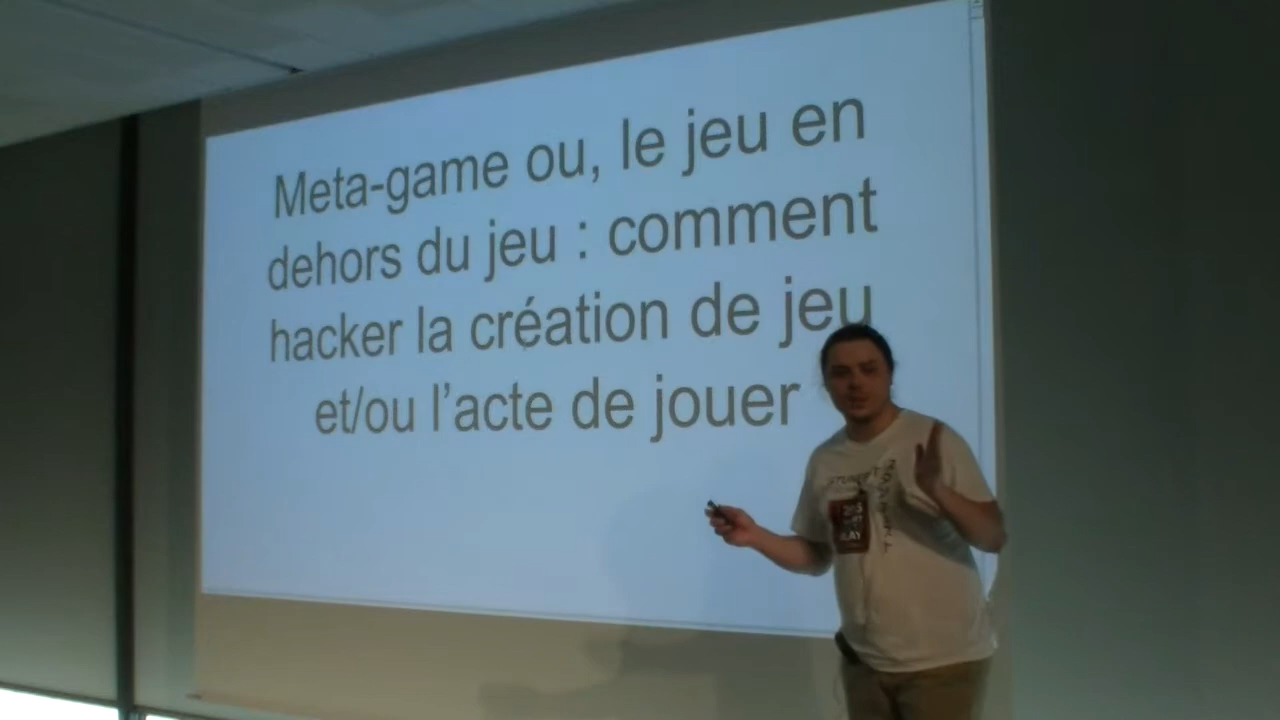 Meta-game ou, le jeu en
dehors du jeu : comment
hacker la création de jeu
et/ou l’acte de jouer